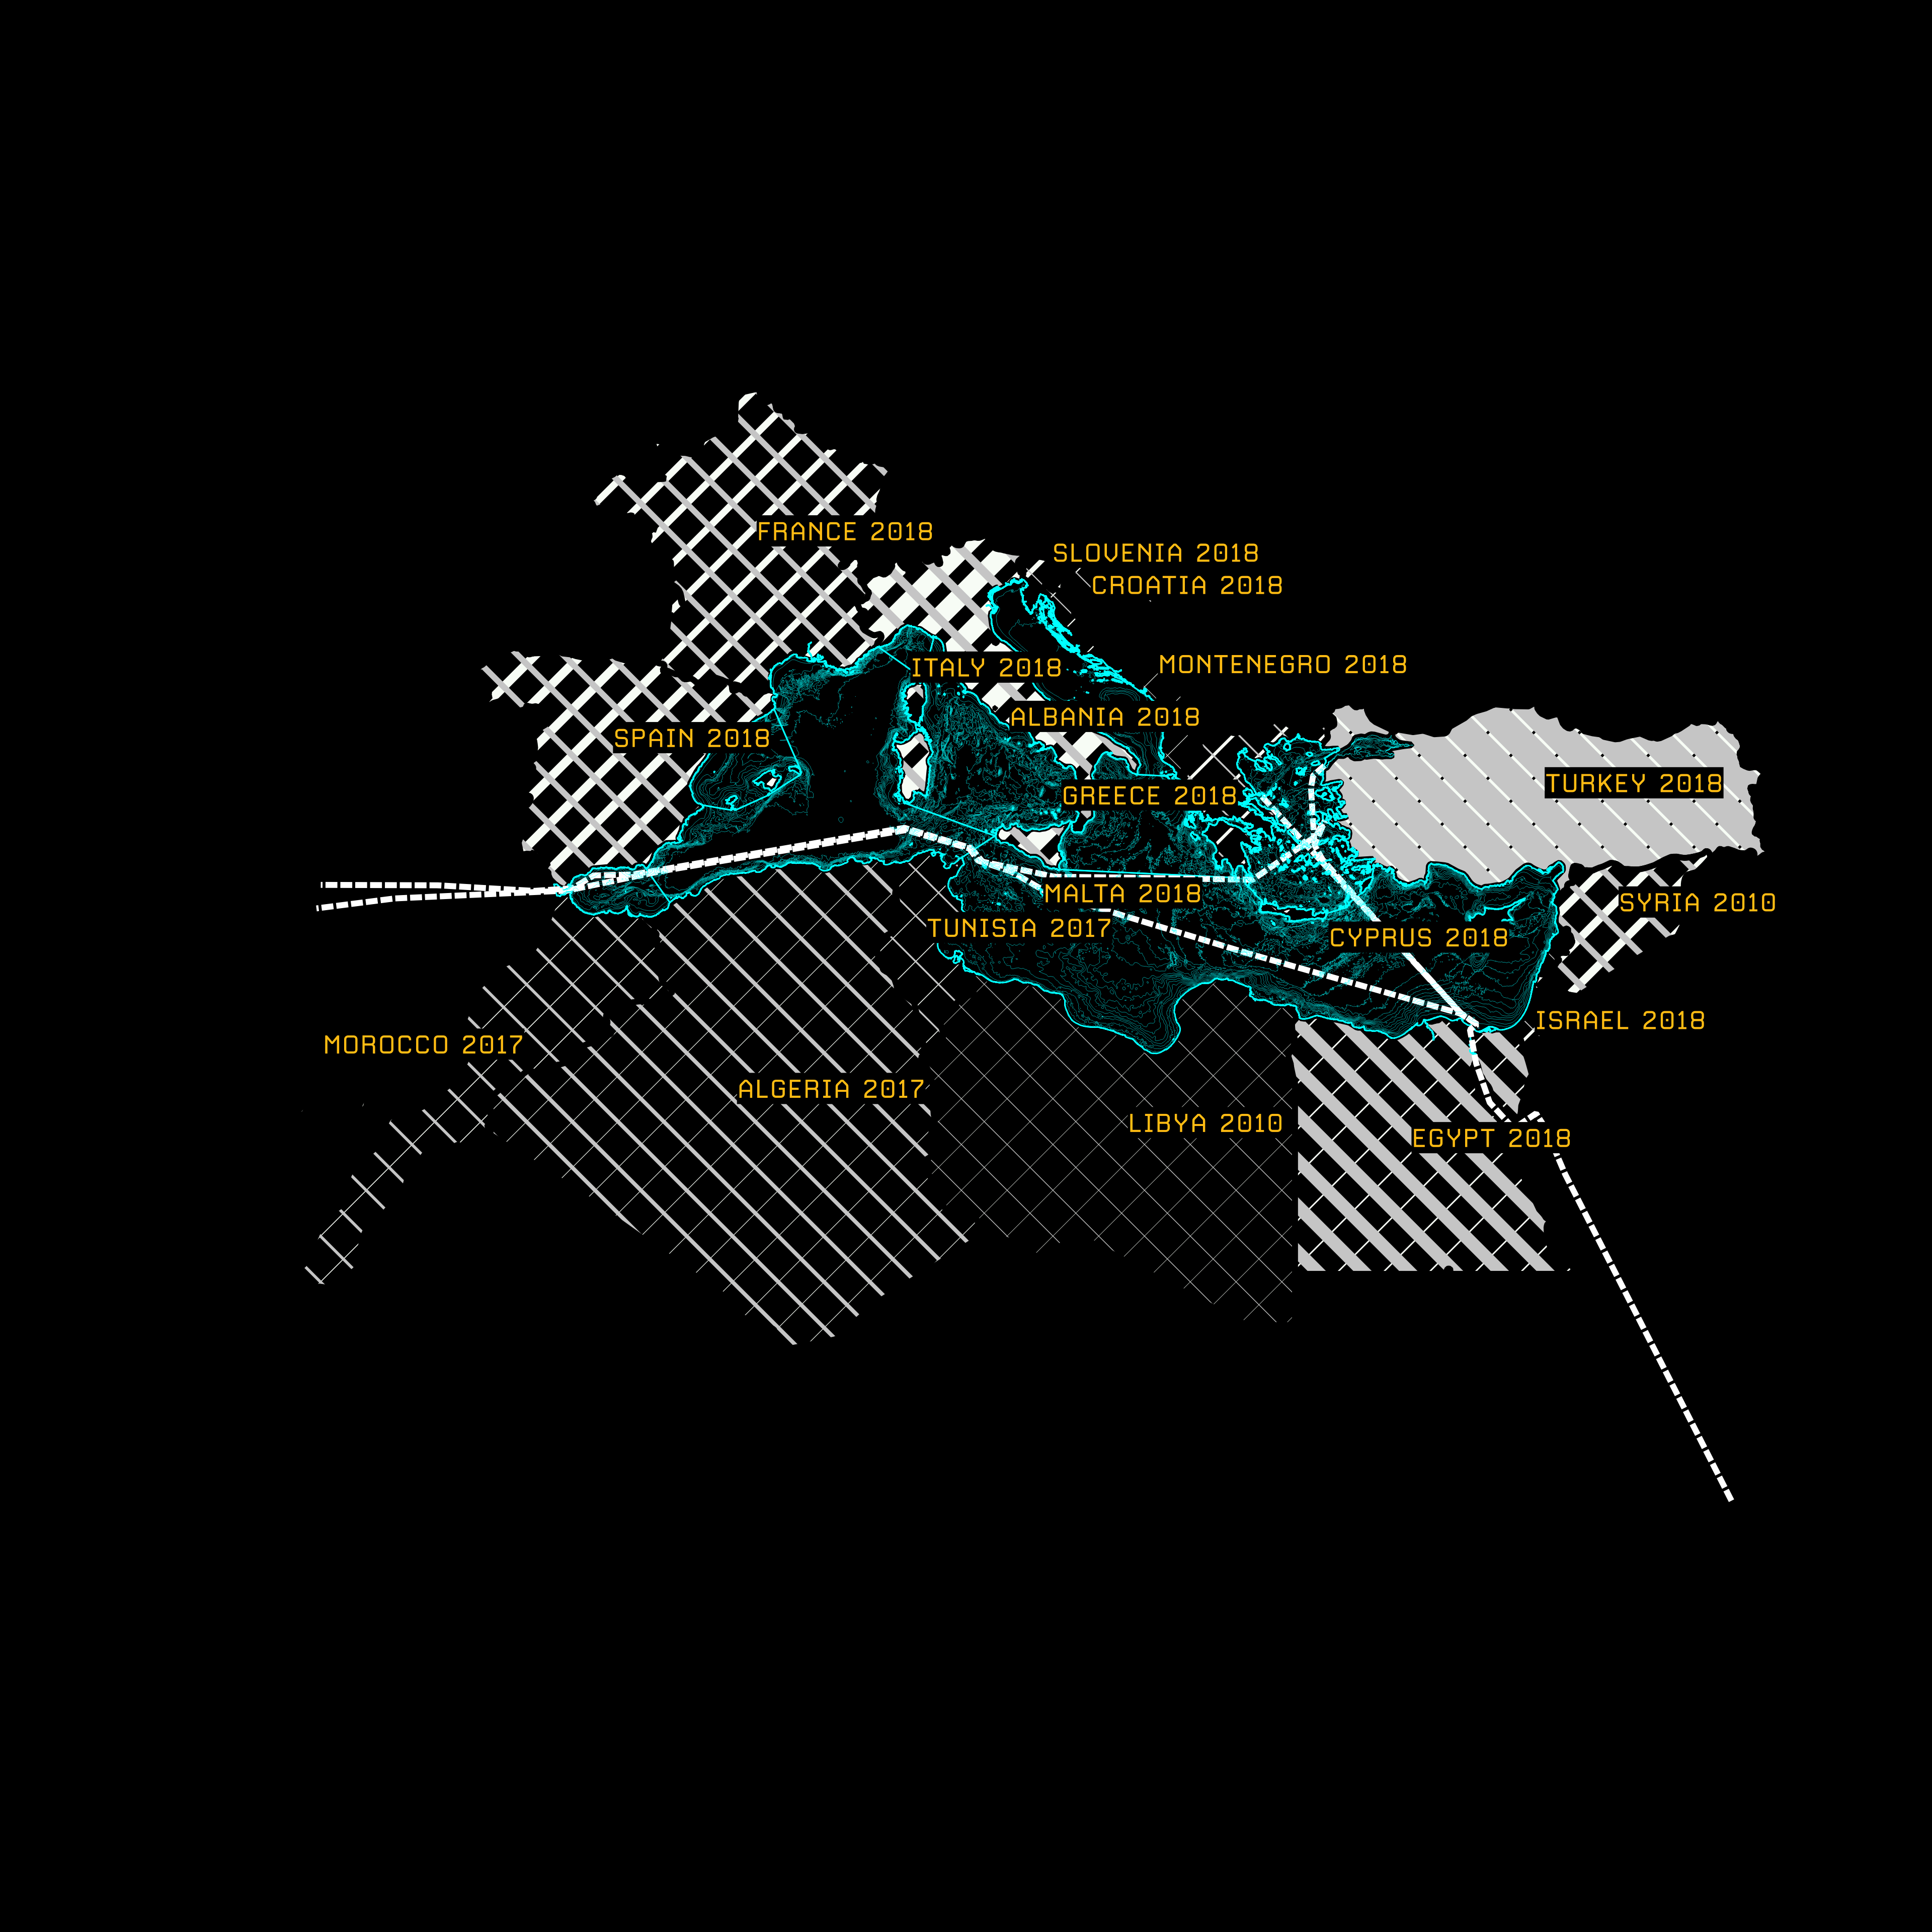 FRANCE 2018
SLOVENIA 2018
CROATIA 2018
ITALY 2018
MONTENEGRO 2018
ALBANIA 2018
SPAIN 2018
TURKEY 2018
GREECE 2018
MALTA 2018
SYRIA 2010
TUNISIA 2017
CYPRUS 2018
ISRAEL 2018
MOROCCO 2017
ALGERIA 2017
LIBYA 2010
EGYPT 2018